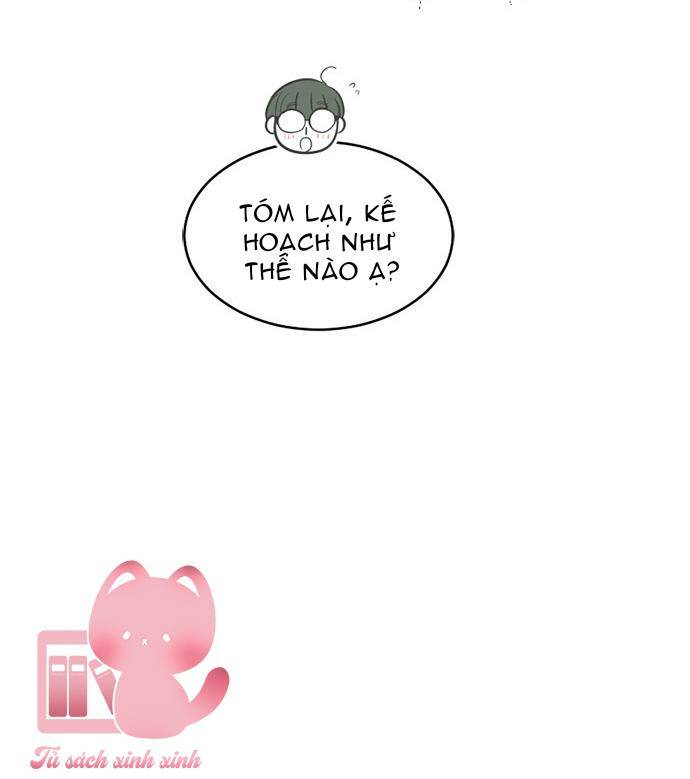 TÓM LẠI, KẾ
HOẠCH NHƯ
THẾ NÀO Ạ?
Tủ sách xinh xinh